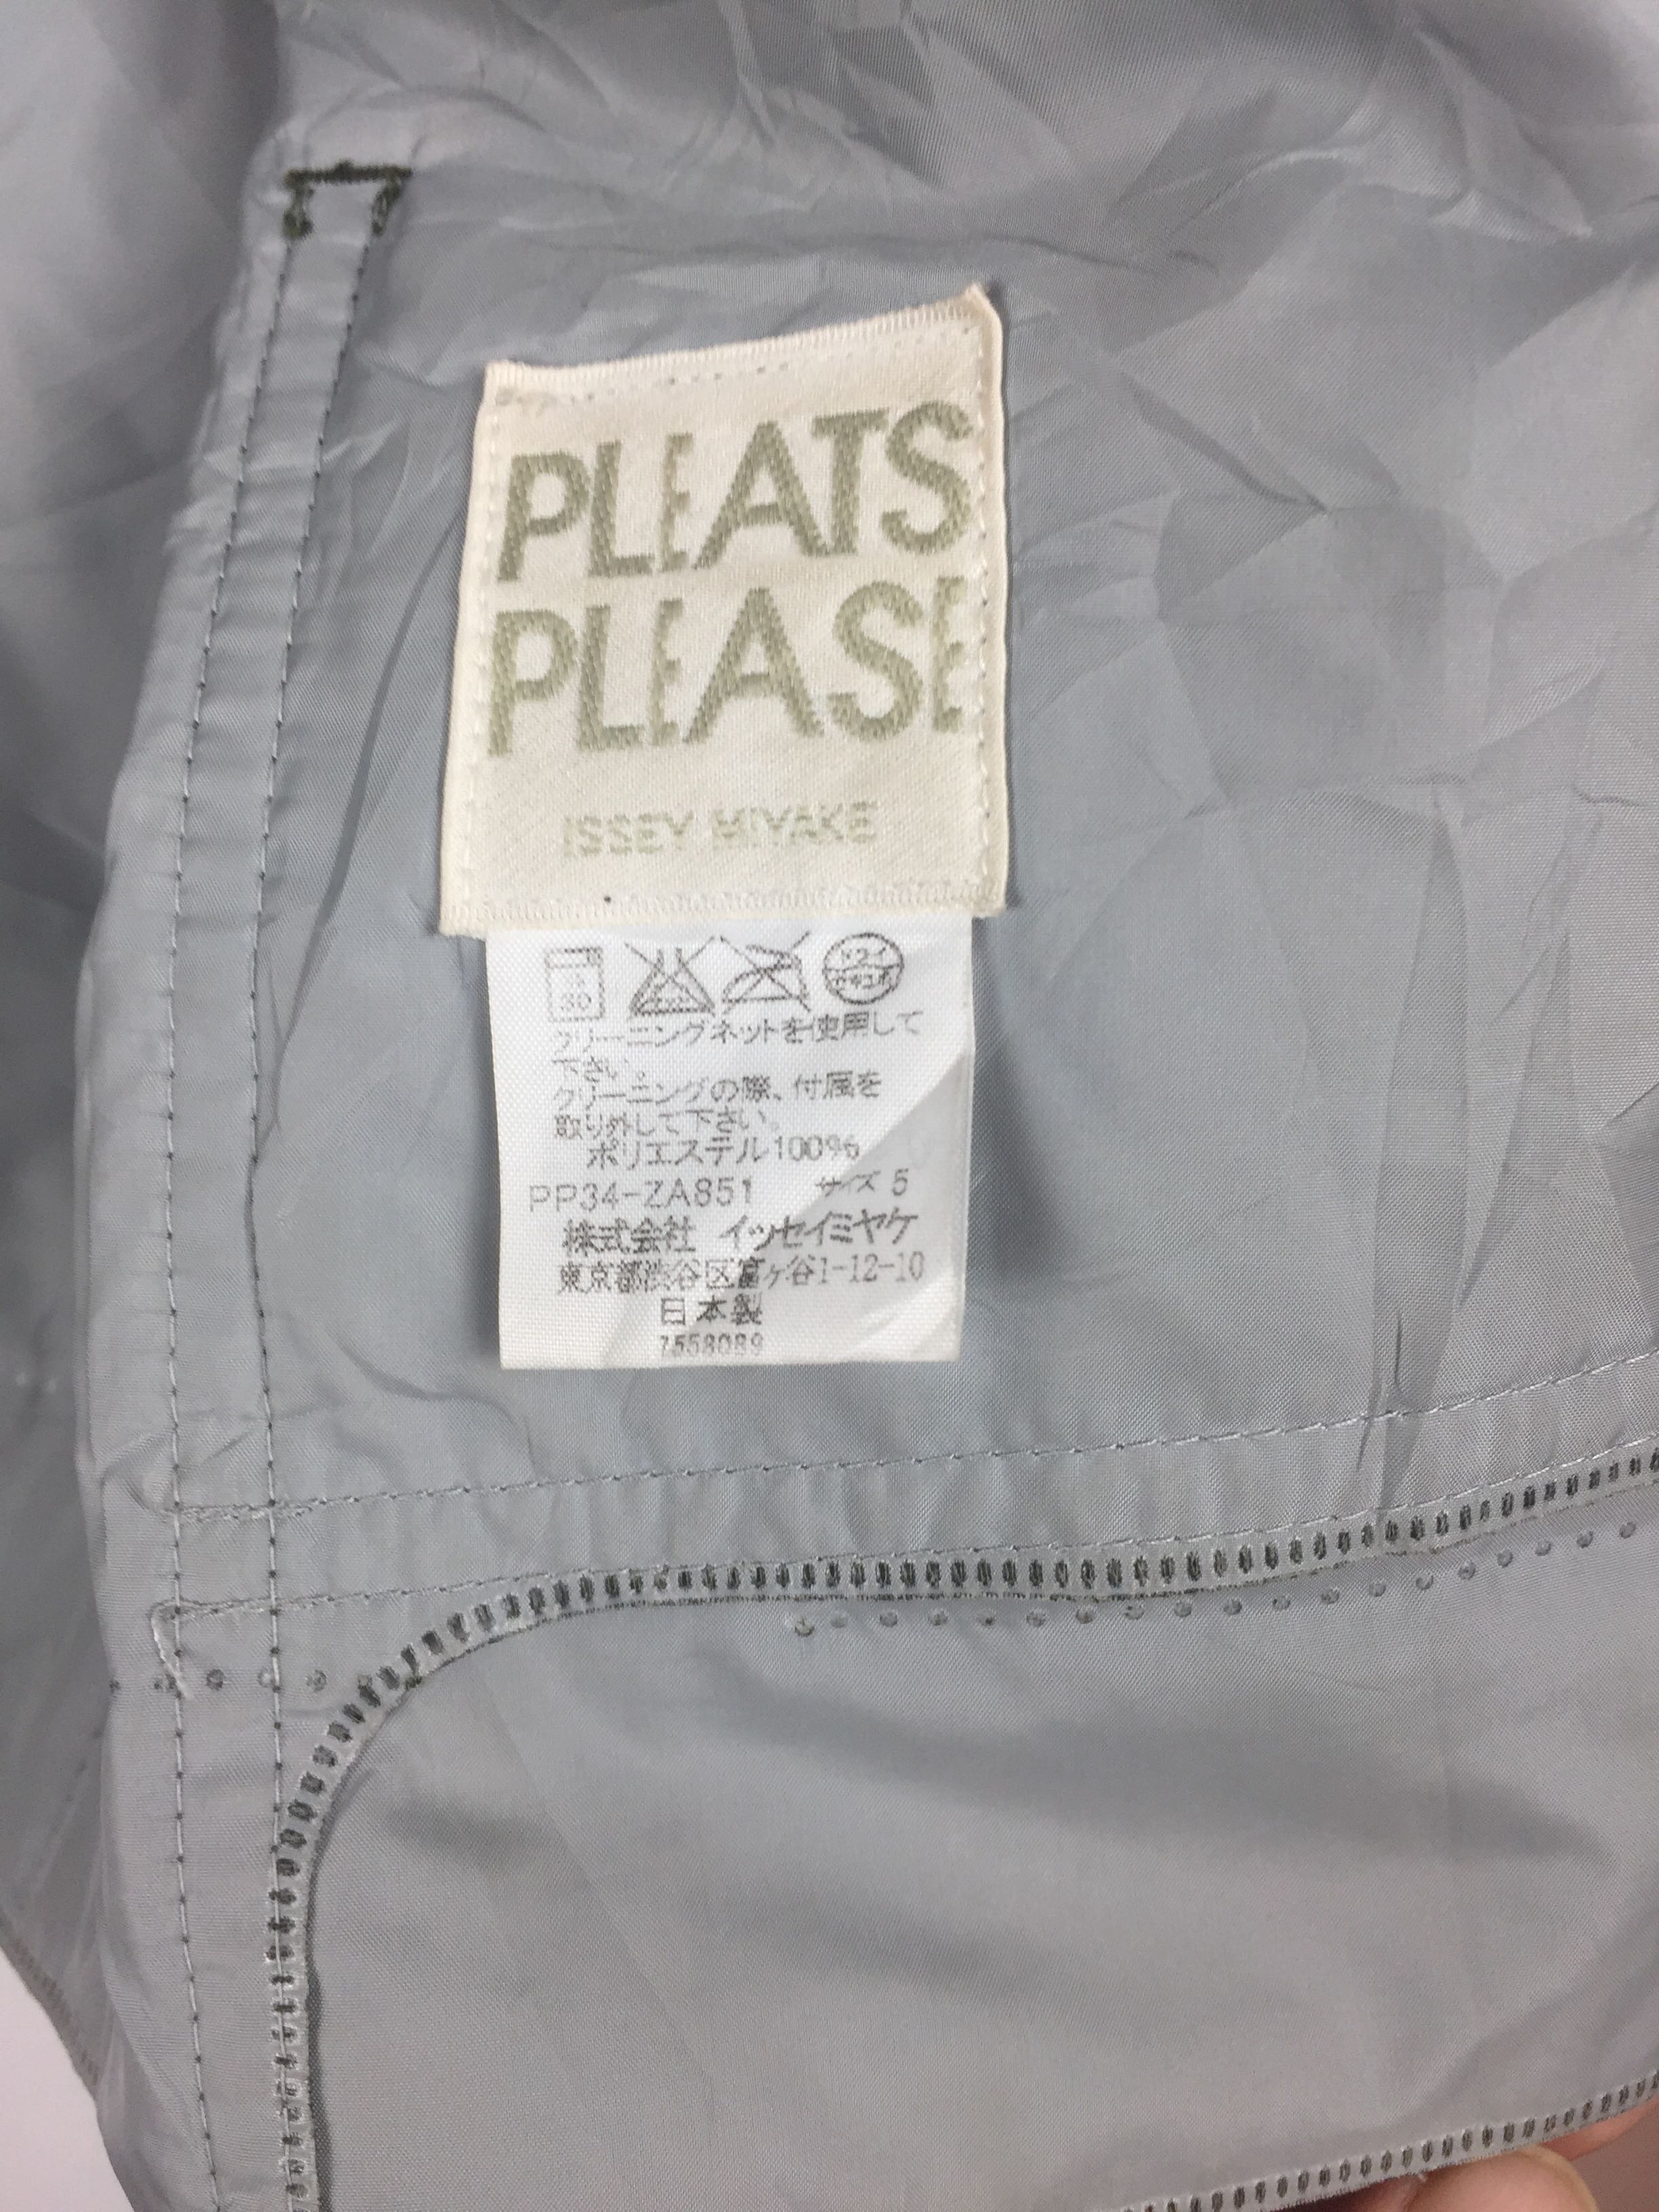 PLEATS
PLEASE
ISSEY MIYAKE
30
クリーニングネットを使用して
下さい。
クリーニングの際、付属を
取り外して下さい。
ポリエステル100%
PP34-ZA851 サイズ 5
株式会社 イッセイミヤケ
東京都渋谷区富ヶ谷1-12-10
日本製
7558089